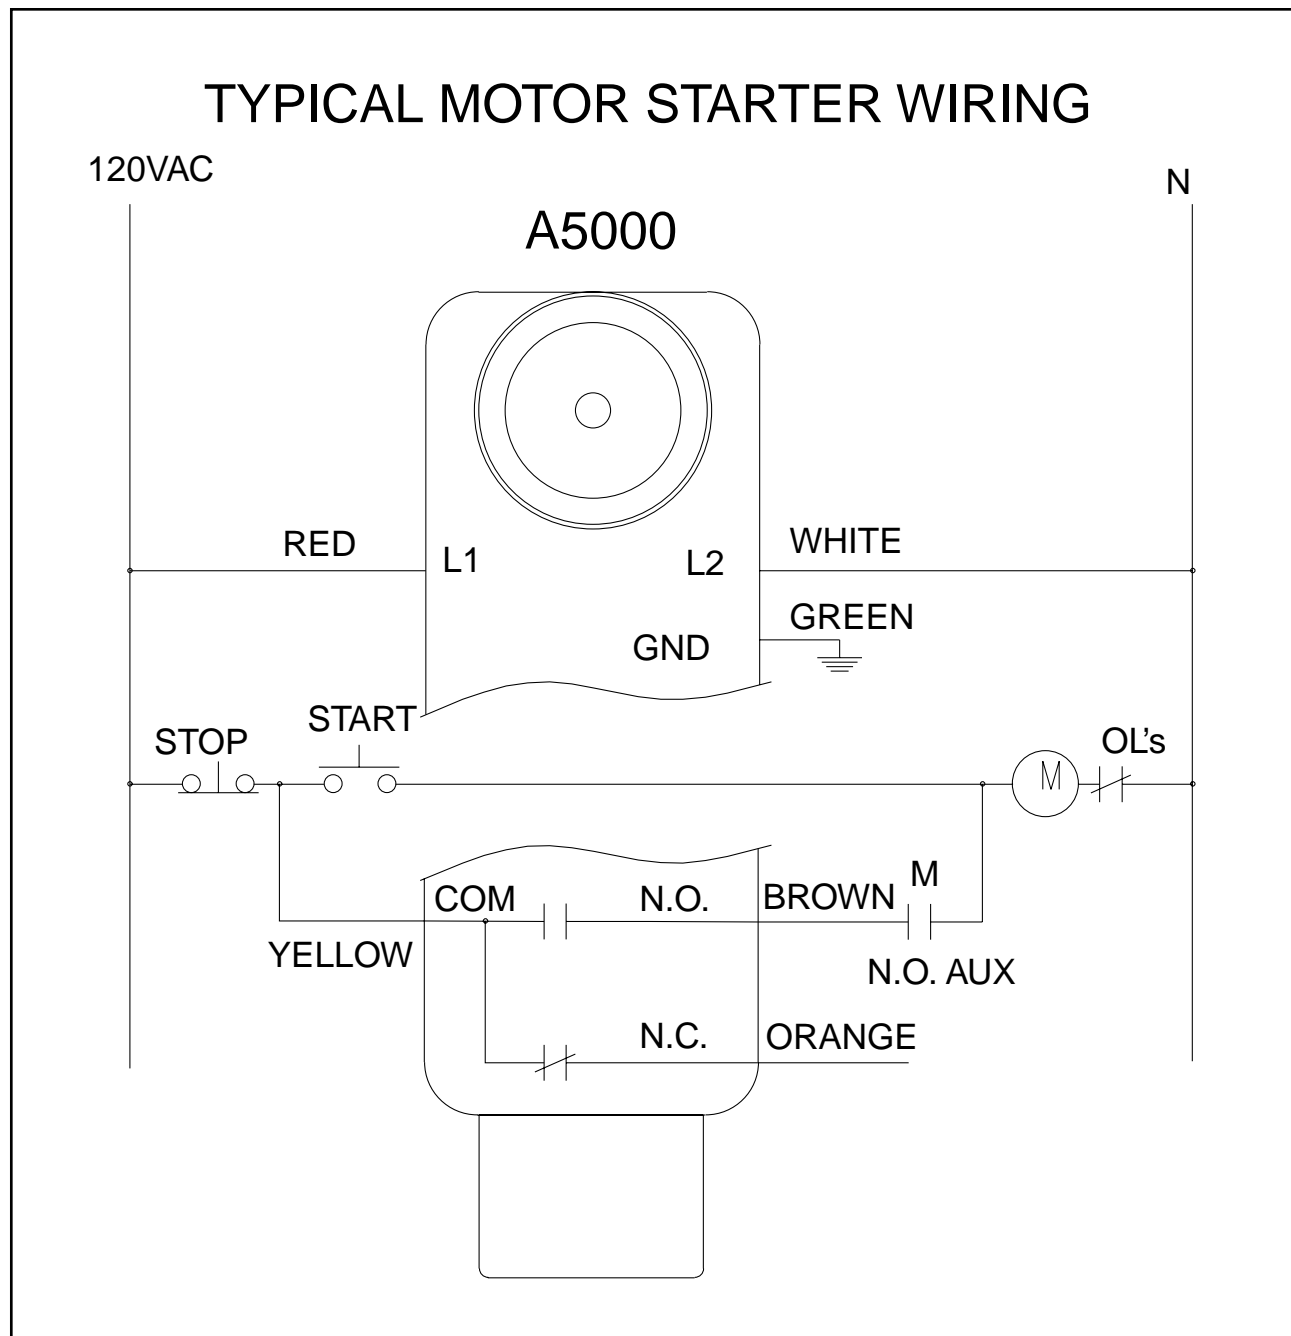 TYPICAL MOTOR STARTER WIRING
120VAC
N
A5000
RED
L1
L2
WHITE
GND
GREEN
STOP
START
M
OL's
COM
N.O.
BROWN
M
YELLOW
N.O. AUX
N.C.
ORANGE